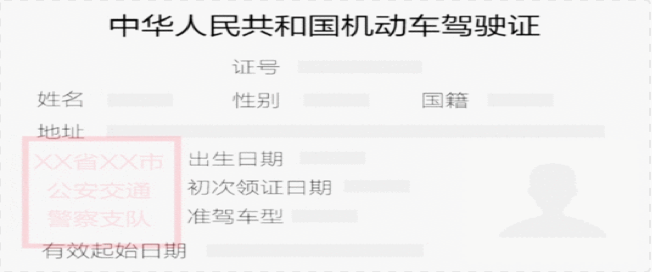 中华人民共和国机动车驾驶证
证号
姓名 性别 国籍
地址
XX省XX市
公安交通
警察支队
出生日期
初次领证日期
准驾车型
有效起始日期